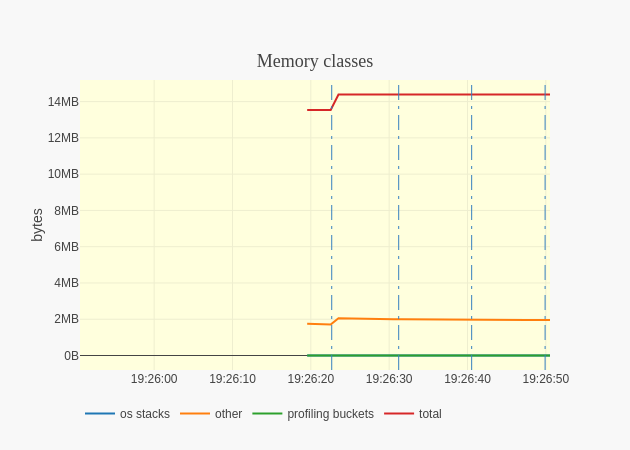 Memory classes
bytes
14MB
12MB
10MB
8MB
6MB
4MB
2MB
0B
19:26:00 19:26:10 19:26:20 19:26:30 19:26:40 19:26:50
os stacks other profiling buckets total